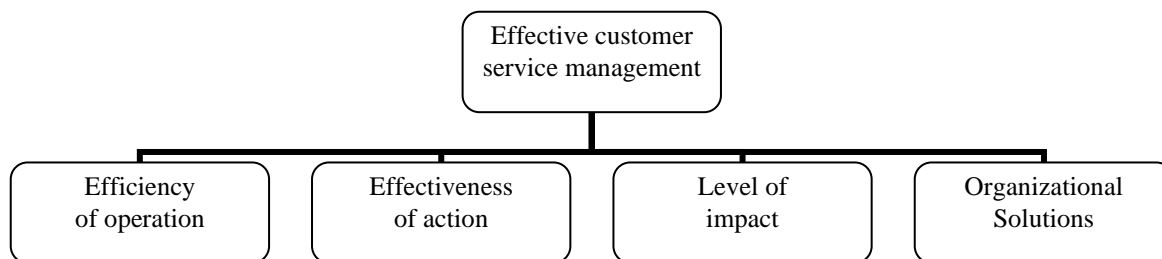 Effective customer
service management
Efficiency
of operation
Effectiveness
of action
Level of
impact
Organizational
Solutions